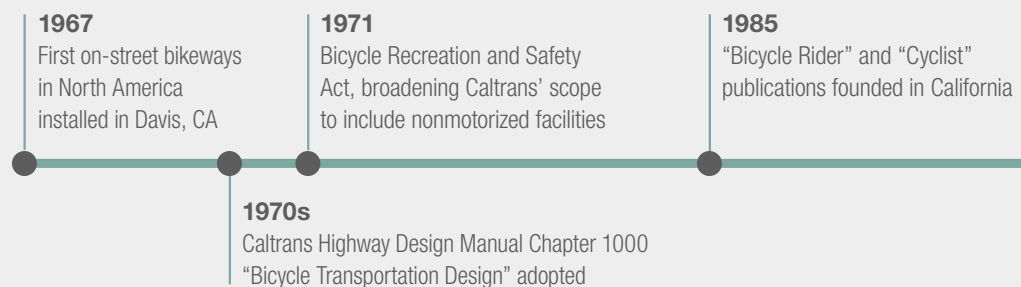 1967
First on-street bikeways
in North America
installed in Davis, CA
1970s
Caltrans Highway Design Manual Chapter 1000
“Bicycle Transportation Design” adopted
1971
Bicycle Recreation and Safety
Act, broadening Caltrans’ scope
to include nonmotorized facilities
1985
“Bicycle Rider” and “Cyclist”
publications founded in California